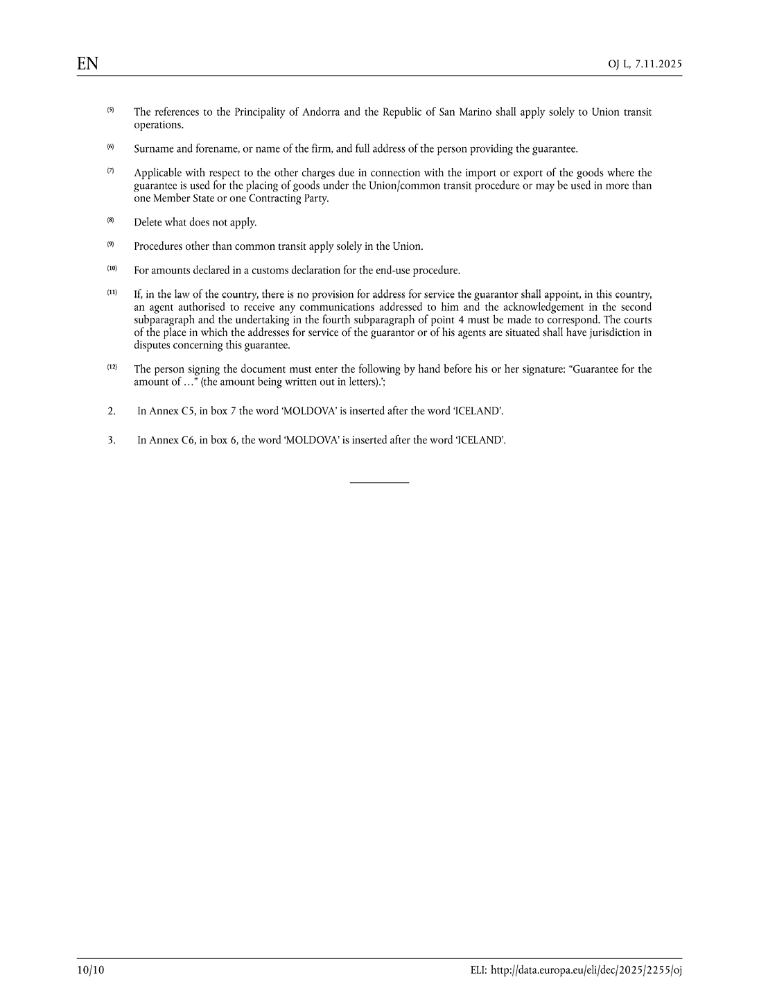 EN
OJ L, 7.11.2025
(5) The references to the Principality of Andorra and the Republic of San Marino shall apply solely to Union transit
operations.
(6) Surname and forename, or name of the firm, and full address of the person providing the guarantee.
(7) Applicable with respect to the other charges due in connection with the import or export of the goods where the
guarantee is used for the placing of goods under the Union/common transit procedure or may be used in more than
one Member State or one Contracting Party.
(8) Delete what does not apply.
(9) Procedures other than common transit apply solely in the Union.
(10) For amounts declared in a customs declaration for the end-use procedure.
(11) If, in the law of the country, there is no provision for address for service the guarantor shall appoint, in this country,
an agent authorised to receive any communications addressed to him and the acknowledgement in the second
subparagraph and the undertaking in the fourth subparagraph of point 4 must be made to correspond. The courts
of the place in which the addresses for service of the guarantor or of his agents are situated shall have jurisdiction in
disputes concerning this guarantee.
(12) The person signing the document must enter the following by hand before his or her signature: “Guarantee for the
amount of …” (the amount being written out in letters).’;
2. In Annex C5, in box 7 the word ‘MOLDOVA’ is inserted after the word ‘ICELAND’.
3. In Annex C6, in box 6, the word ‘MOLDOVA’ is inserted after the word ‘ICELAND’.
10/10
ELI: http://data.europa.eu/eli/dec/2025/2255/oj